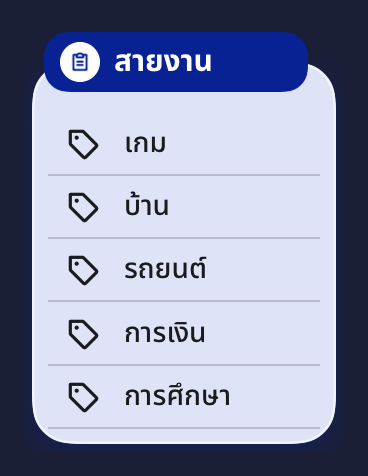 สายงาน
เกม
บ้าน
รถยนต์
การเงิน
การศึกษา